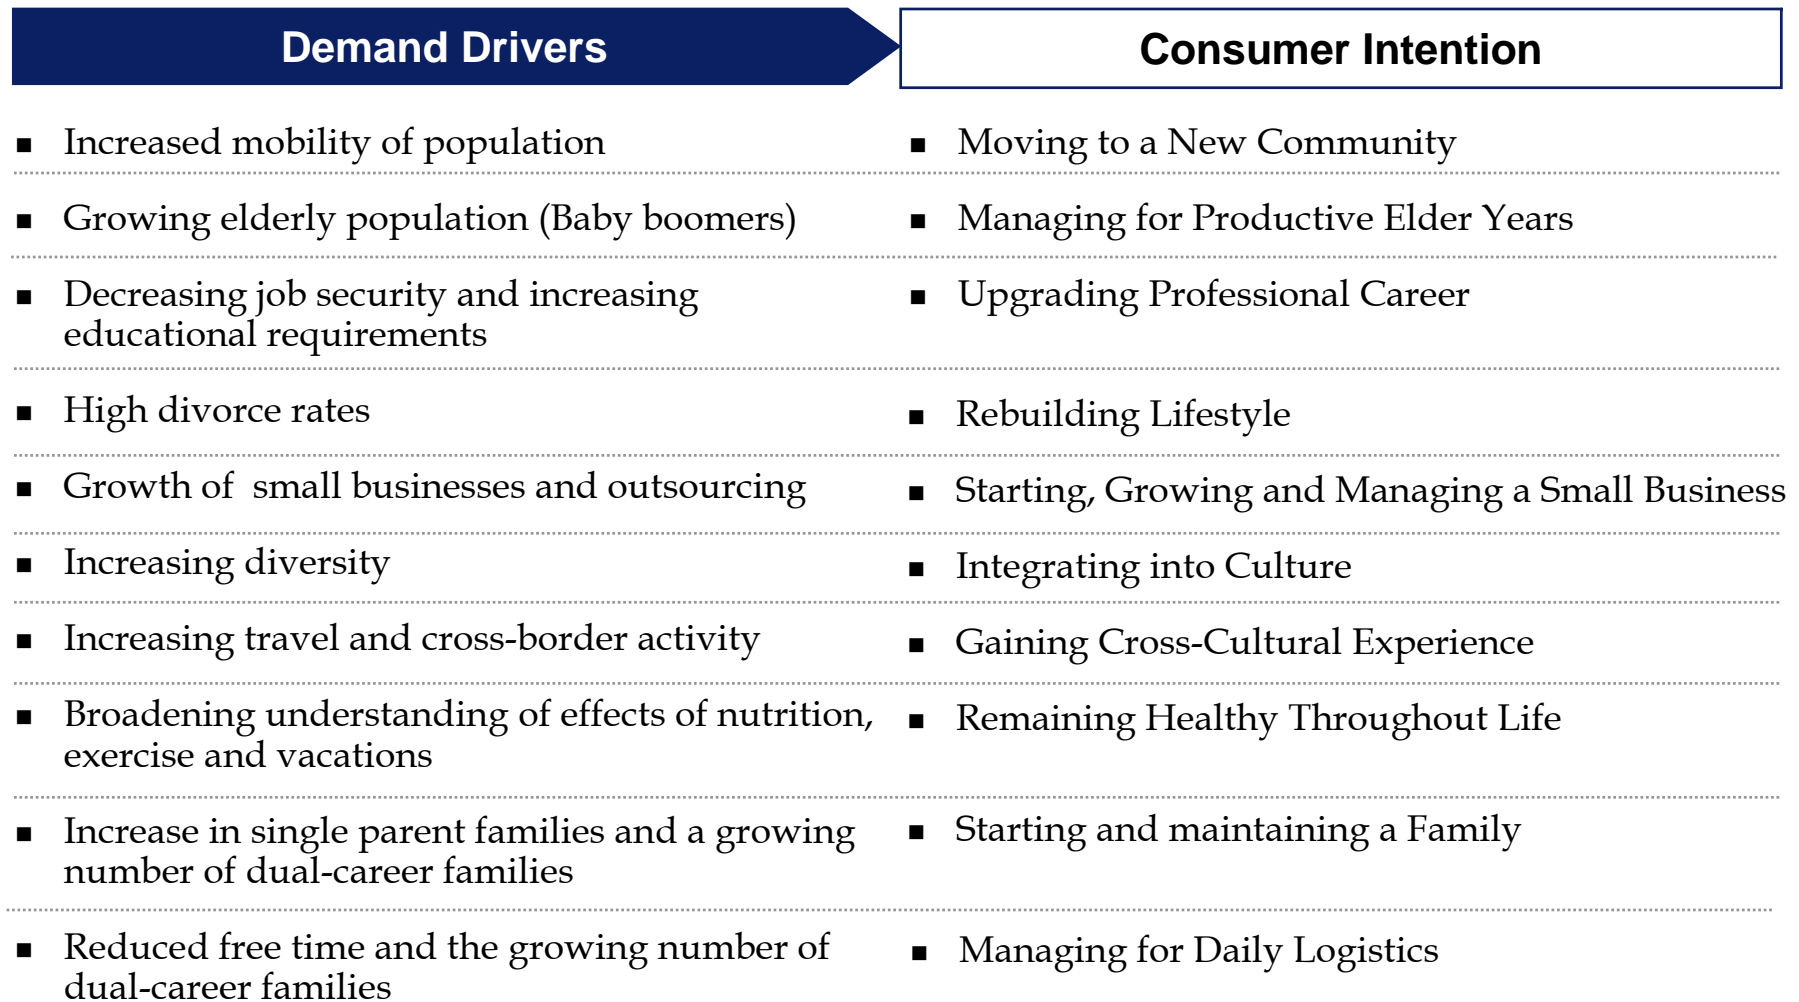 Demand Drivers
Consumer Intention
▪ Increased mobility of population
▪ Moving to a New Community
▪ Growing elderly population (Baby boomers)
▪ Managing for Productive Elder Years
▪ Decreasing job security and increasing
educational requirements
▪ Upgrading Professional Career
▪ High divorce rates
▪ Rebuilding Lifestyle
▪ Growth of  small businesses and outsourcing
▪ Starting, Growing and Managing a Small Business
▪ Increasing diversity
▪ Integrating into Culture
▪ Increasing travel and cross-border activity
▪ Gaining Cross-Cultural Experience
▪ Broadening understanding of effects of nutrition,
exercise and vacations
▪ Remaining Healthy Throughout Life
▪ Increase in single parent families and a growing
number of dual-career families
▪ Starting and maintaining a Family
▪ Reduced free time and the growing number of
dual-career families
▪ Managing for Daily Logistics